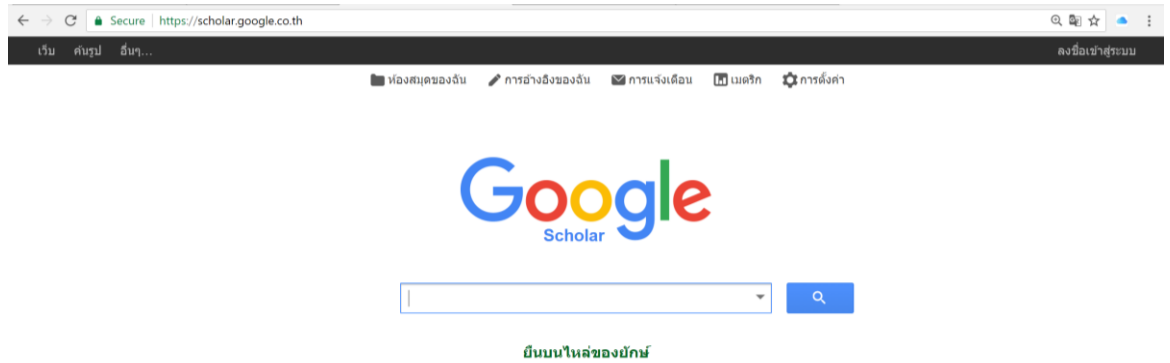 Secure https://scholar.google.co.th
เว็บ ค้นรูป อื่นๆ... ลงชื่อเข้าสู่ระบบ
ห้องสมุดของฉัน การอ้างอิงของฉัน การแจ้งเตือน เมตริก การตั้งค่า
Google
Scholar
ยืนบนไหล่ของยักษ์